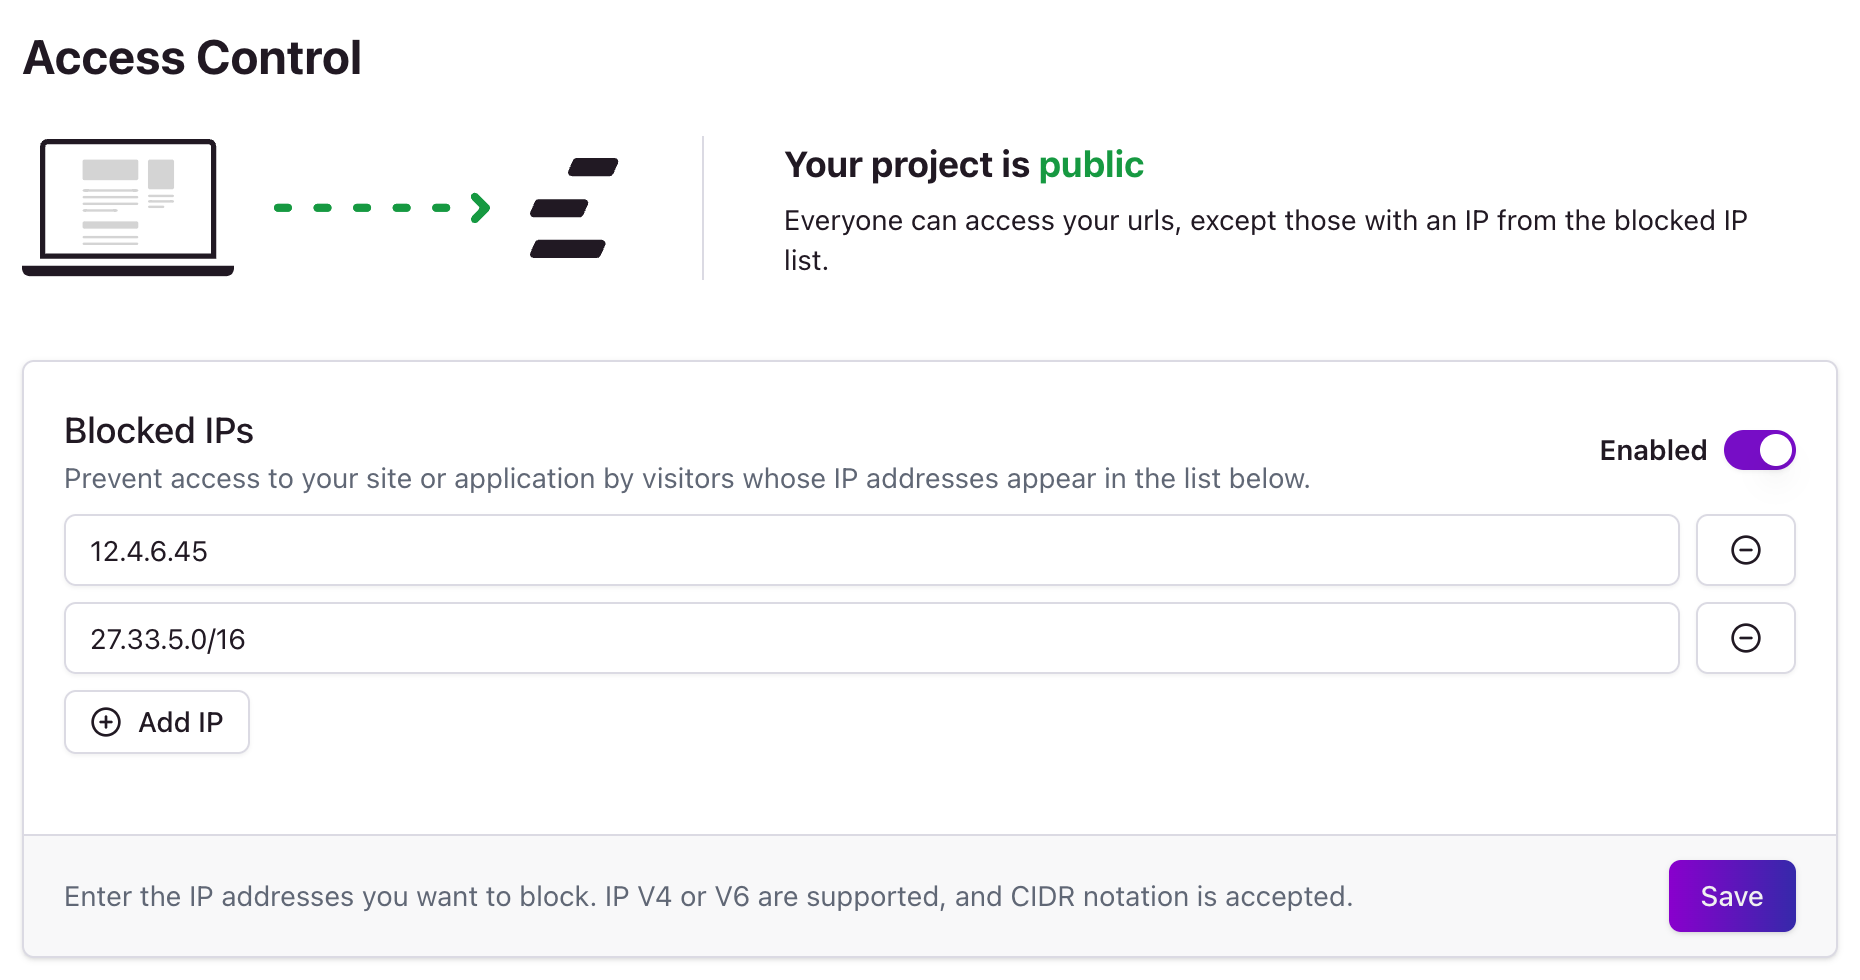 Access Control
Your project is public
Everyone can access your urls, except those with an IP from the blocked IP
list.
Blocked IPs
Enabled
Prevent access to your site or application by visitors whose IP addresses appear in the list below.
12.4.6.45
27.33.5.0/16
Add IP
Enter the IP addresses you want to block. IP V4 or V6 are supported, and CIDR notation is accepted.
Save